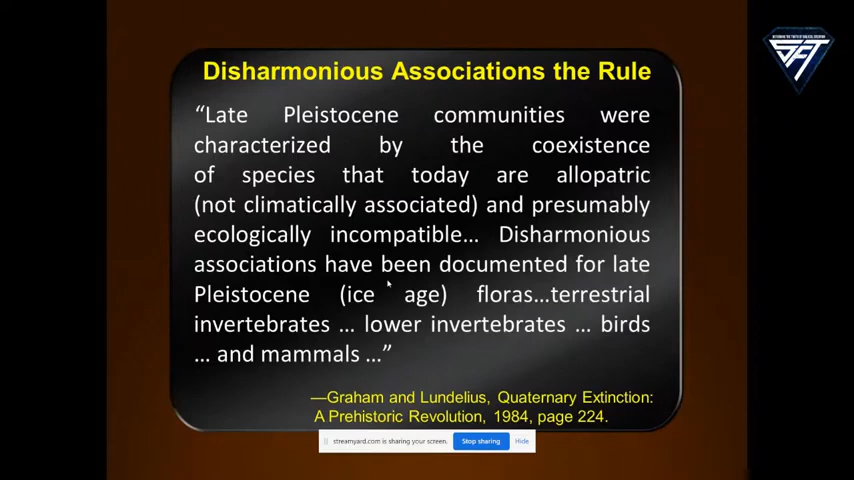 Disharmonious Associations the Rule
“Late Pleistocene communities were
characterized by the coexistence
of species that today are allopatric
(not climatically associated) and presumably
ecologically incompatible… Disharmonious
associations have been documented for late
Pleistocene (ice age) floras…terrestrial
invertebrates … lower invertebrates … birds
… and mammals …”
—Graham and Lundelius, Quaternary Extinction:
A Prehistoric Revolution, 1984, page 224.
streamyard.com is sharing your screen. Stop sharing Hide
SFT